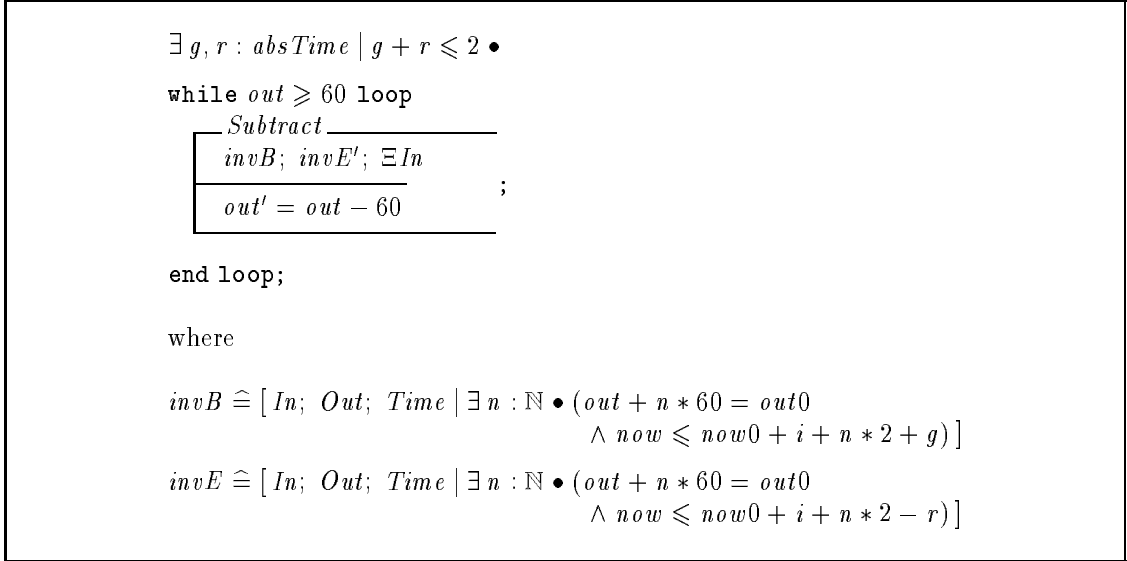 ∃ g, r : absTime | g + r ⩽ 2 •
while out ⩾ 60 loop
Subtract
invB; invE′; ΞIn
out′ = out − 60
;
end loop;
where
invB ≙ [ In; Out; Time | ∃ n : ℕ • (out + n ∗ 60 = out0
∧ now ⩽ now0 + i + n ∗ 2 + g) ]
invE ≙ [ In; Out; Time | ∃ n : ℕ • (out + n ∗ 60 = out0
∧ now ⩽ now0 + i + n ∗ 2 − r) ]